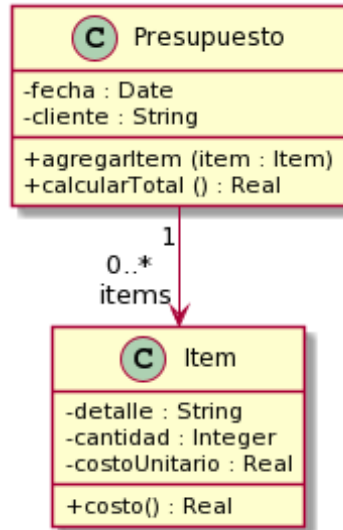 C Presupuesto
-fecha : Date
-cliente : String
+agregarItem (item : Item)
+calcularTotal () : Real
1
0..*
items
C Item
-detalle : String
-cantidad : Integer
-costoUnitario : Real
+costo() : Real